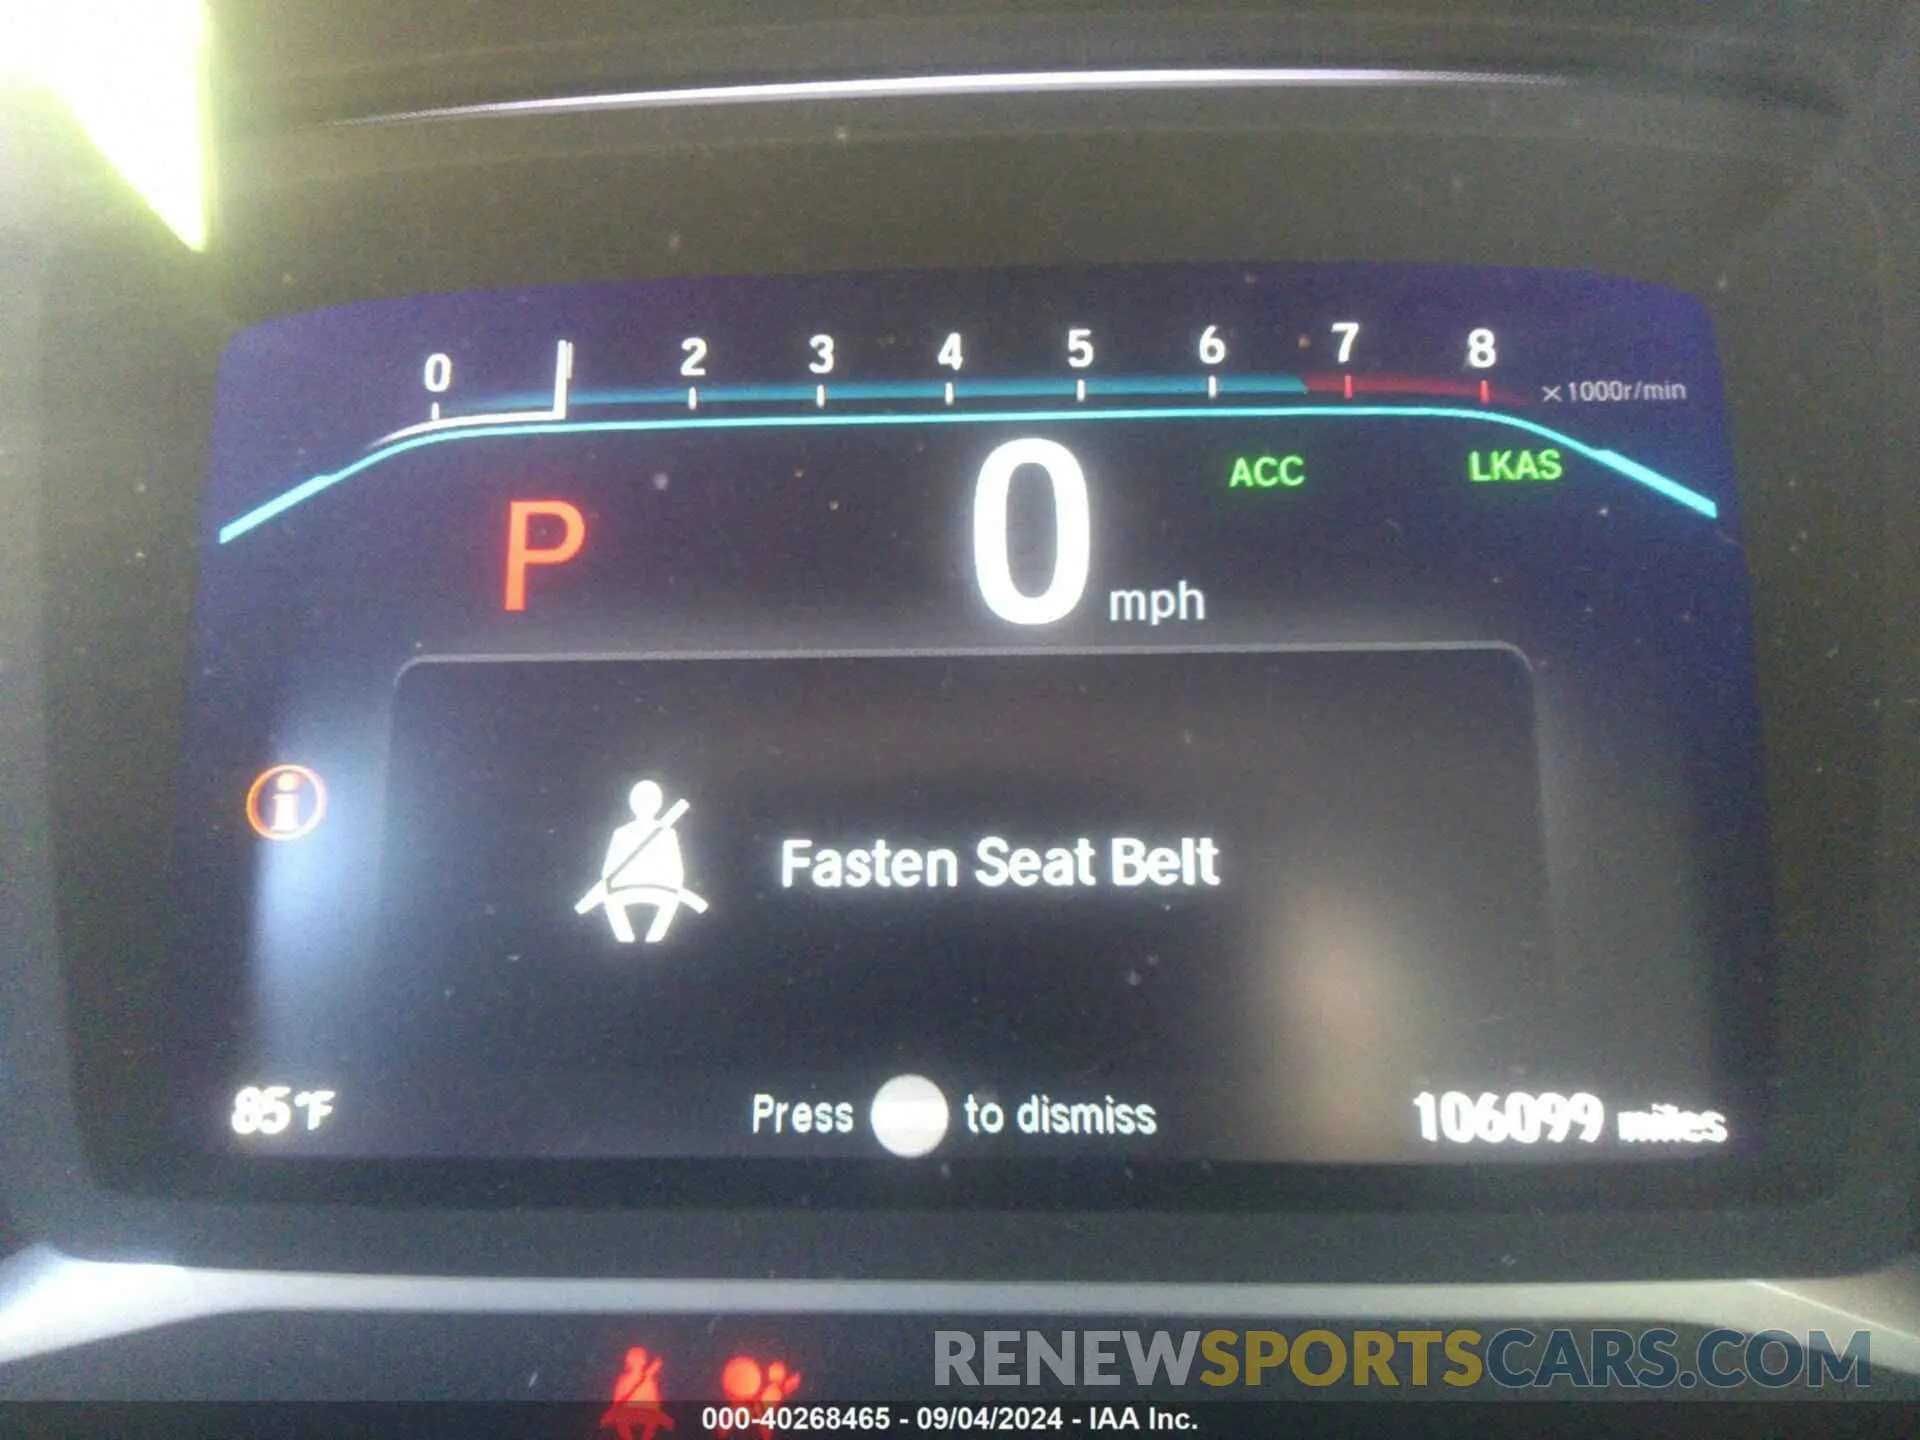 0 2 3 4 5 6 7 8
×1000r/min
P 0 mph ACC LKAS
i
Fasten Seat Belt
85°F Press to dismiss 106099 miles
RENEWSPORTSCARS.COM
000-40268465 - 09/04/2024 - IAA Inc.